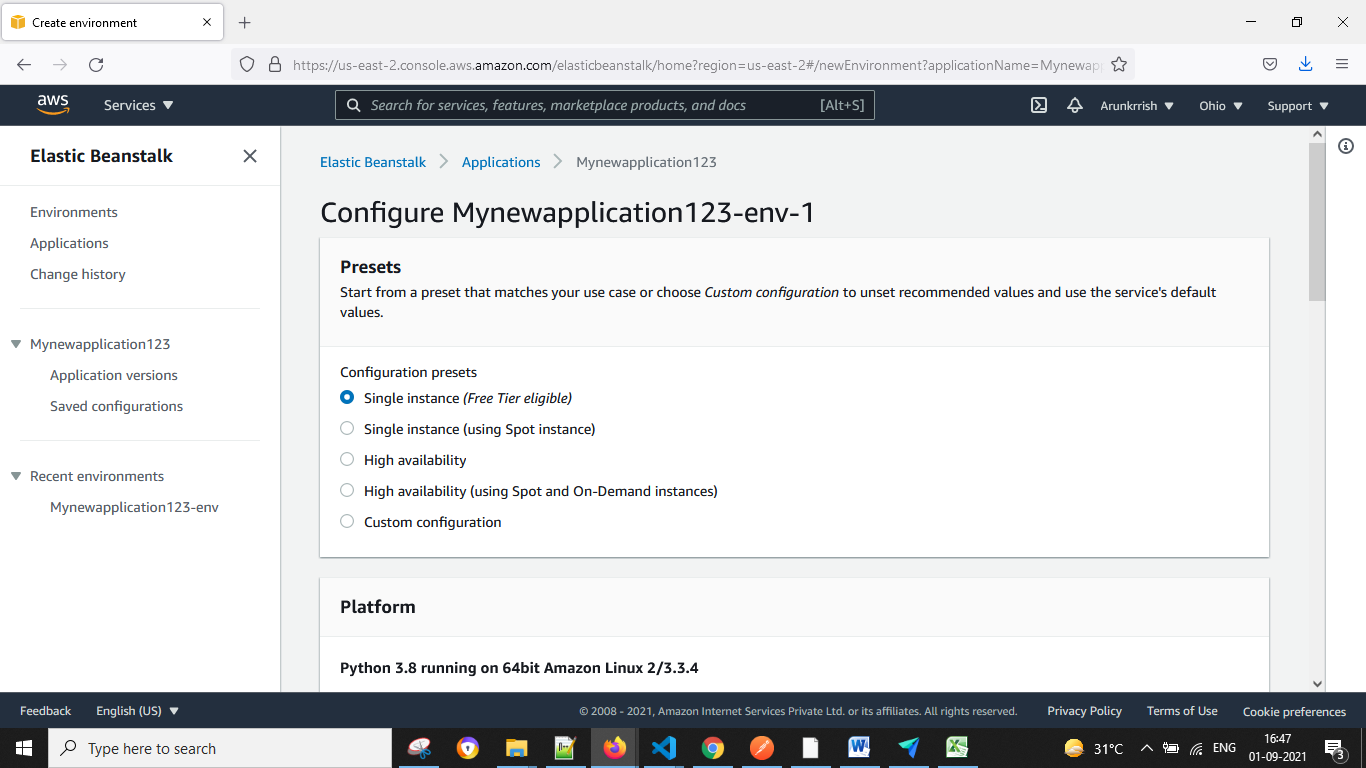 Create environment
https://us-east-2.console.aws.amazon.com/elasticbeanstalk/home?region=us-east-2#/newEnvironment?applicationName=Mynewapp
aws
Services
Search for services, features, marketplace products, and docs
[Alt+S]
Arunkrrish
Ohio
Support
Elastic Beanstalk
Environments
Applications
Change history
Mynewapplication123
Application versions
Saved configurations
Recent environments
Mynewapplication123-env
Elastic Beanstalk
Applications
Mynewapplication123
Configure Mynewapplication123-env-1
Presets
Start from a preset that matches your use case or choose Custom configuration to unset recommended values and use the service's default
values.
Configuration presets
Single instance (Free Tier eligible)
Single instance (using Spot instance)
High availability
High availability (using Spot and On-Demand instances)
Custom configuration
Platform
Python 3.8 running on 64bit Amazon Linux 2/3.3.4
Feedback
English (US)
© 2008 - 2021, Amazon Internet Services Private Ltd. or its affiliates. All rights reserved.
Privacy Policy
Terms of Use
Cookie preferences
Type here to search
31°C
ENG
16:47
01-09-2021
3